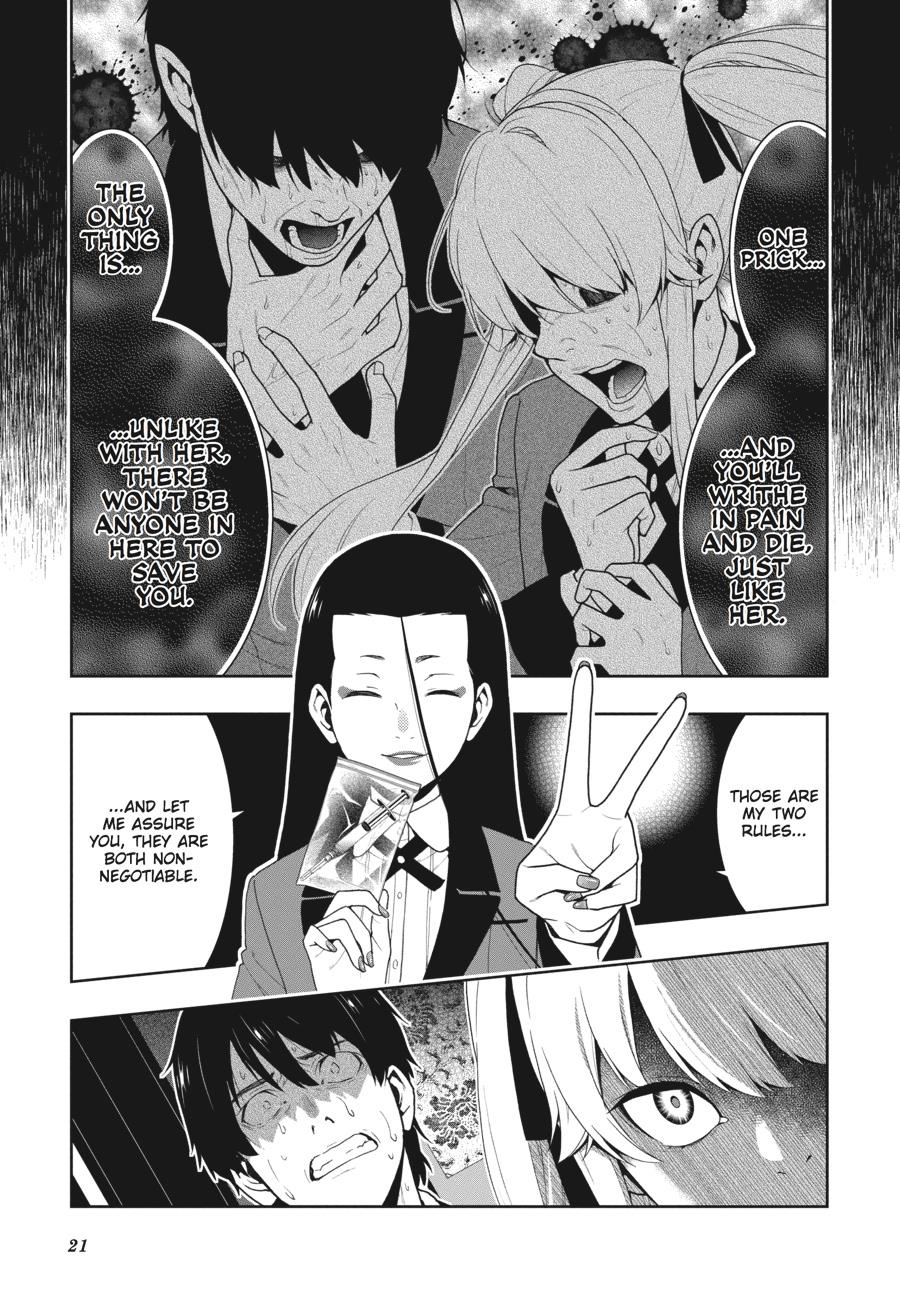 ONE
PRICK...
...AND
YOU'LL
WRITHE
IN PAIN
AND DIE,
JUST
LIKE
HER.
THE
ONLY
THING
IS...
...UNLIKE
WITH HER,
THERE
WON'T BE
ANYONE IN
HERE TO
SAVE
YOU.
THOSE ARE
MY TWO
RULES...
...AND LET
ME ASSURE
YOU, THEY ARE
BOTH NON-
NEGOTIABLE.
21